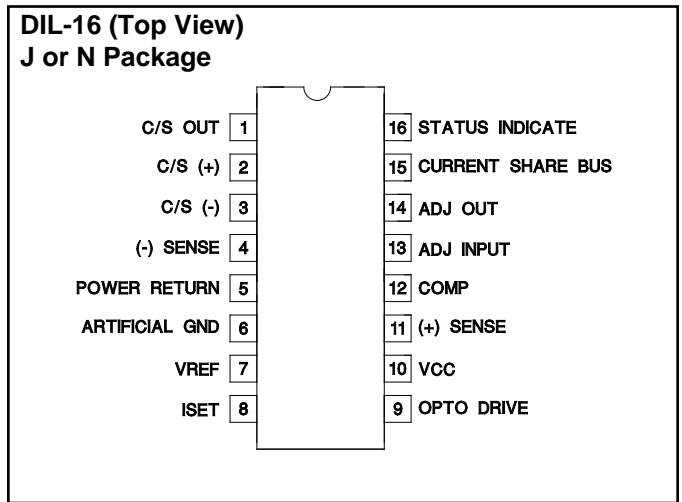 DIL-16 (Top View)
J or N Package
C/S OUT 1
C/S (+) 2
C/S (-) 3
(-) SENSE 4
POWER RETURN 5
ARTIFICIAL GND 6
VREF 7
ISET 8
16 STATUS INDICATE
15 CURRENT SHARE BUS
14 ADJ OUT
13 ADJ INPUT
12 COMP
11 (+) SENSE
10 VCC
9 OPTO DRIVE